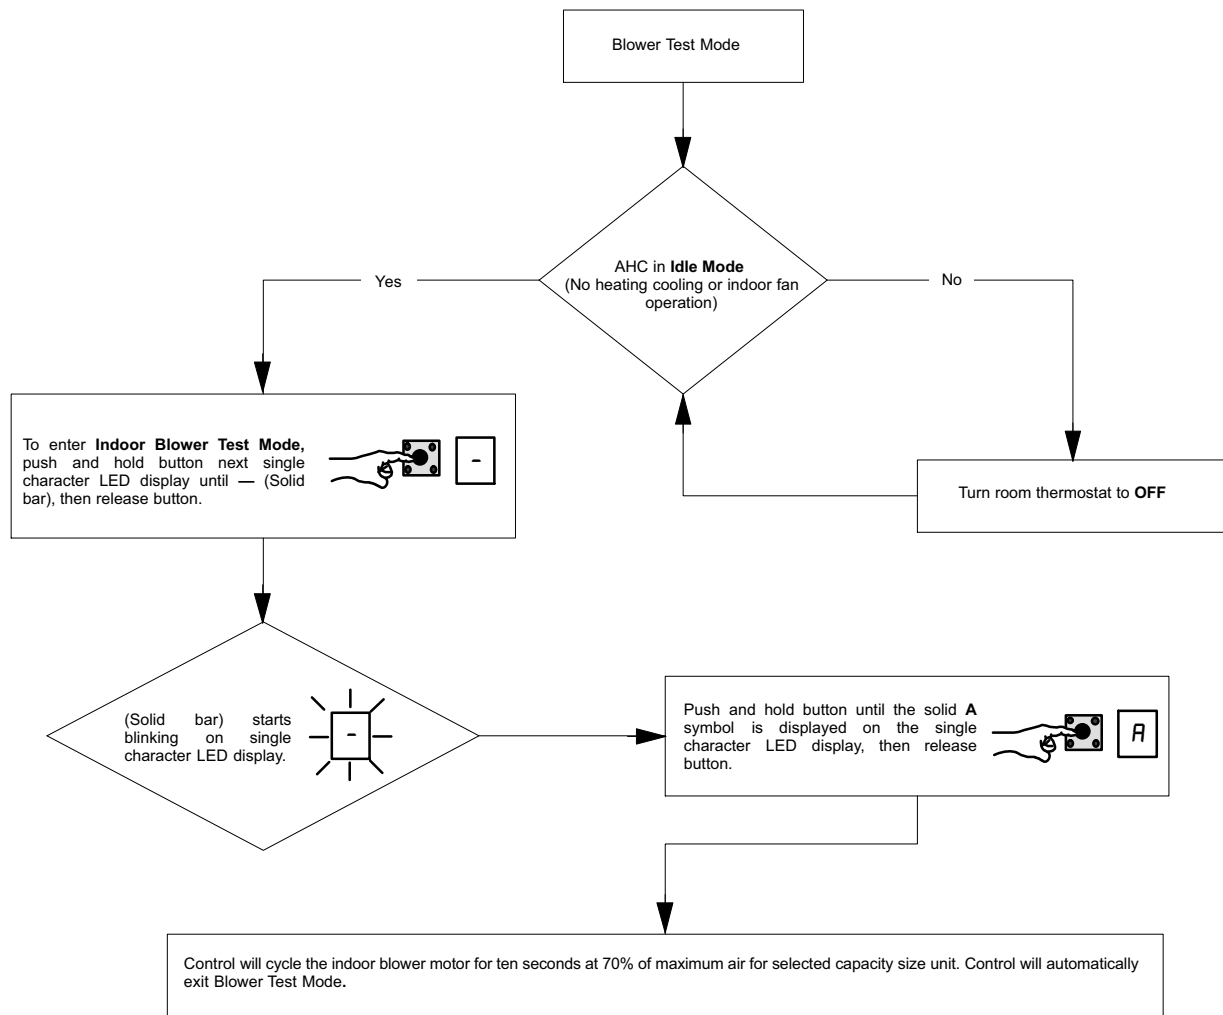 Blower Test Mode
AHC in Idle Mode
(No heating cooling or indoor fan
operation)
Yes
No
To enter Indoor Blower Test Mode,
push and hold button next single
character LED display until — (Solid
bar), then release button.
-
Turn room thermostat to OFF
(Solid bar) starts
blinking on single
character LED display.
-
Push and hold button until the solid A
symbol is displayed on the single
character LED display, then release
button.
A
Control will cycle the indoor blower motor for ten seconds at 70% of maximum air for selected capacity size unit. Control will automatically
exit Blower Test Mode.